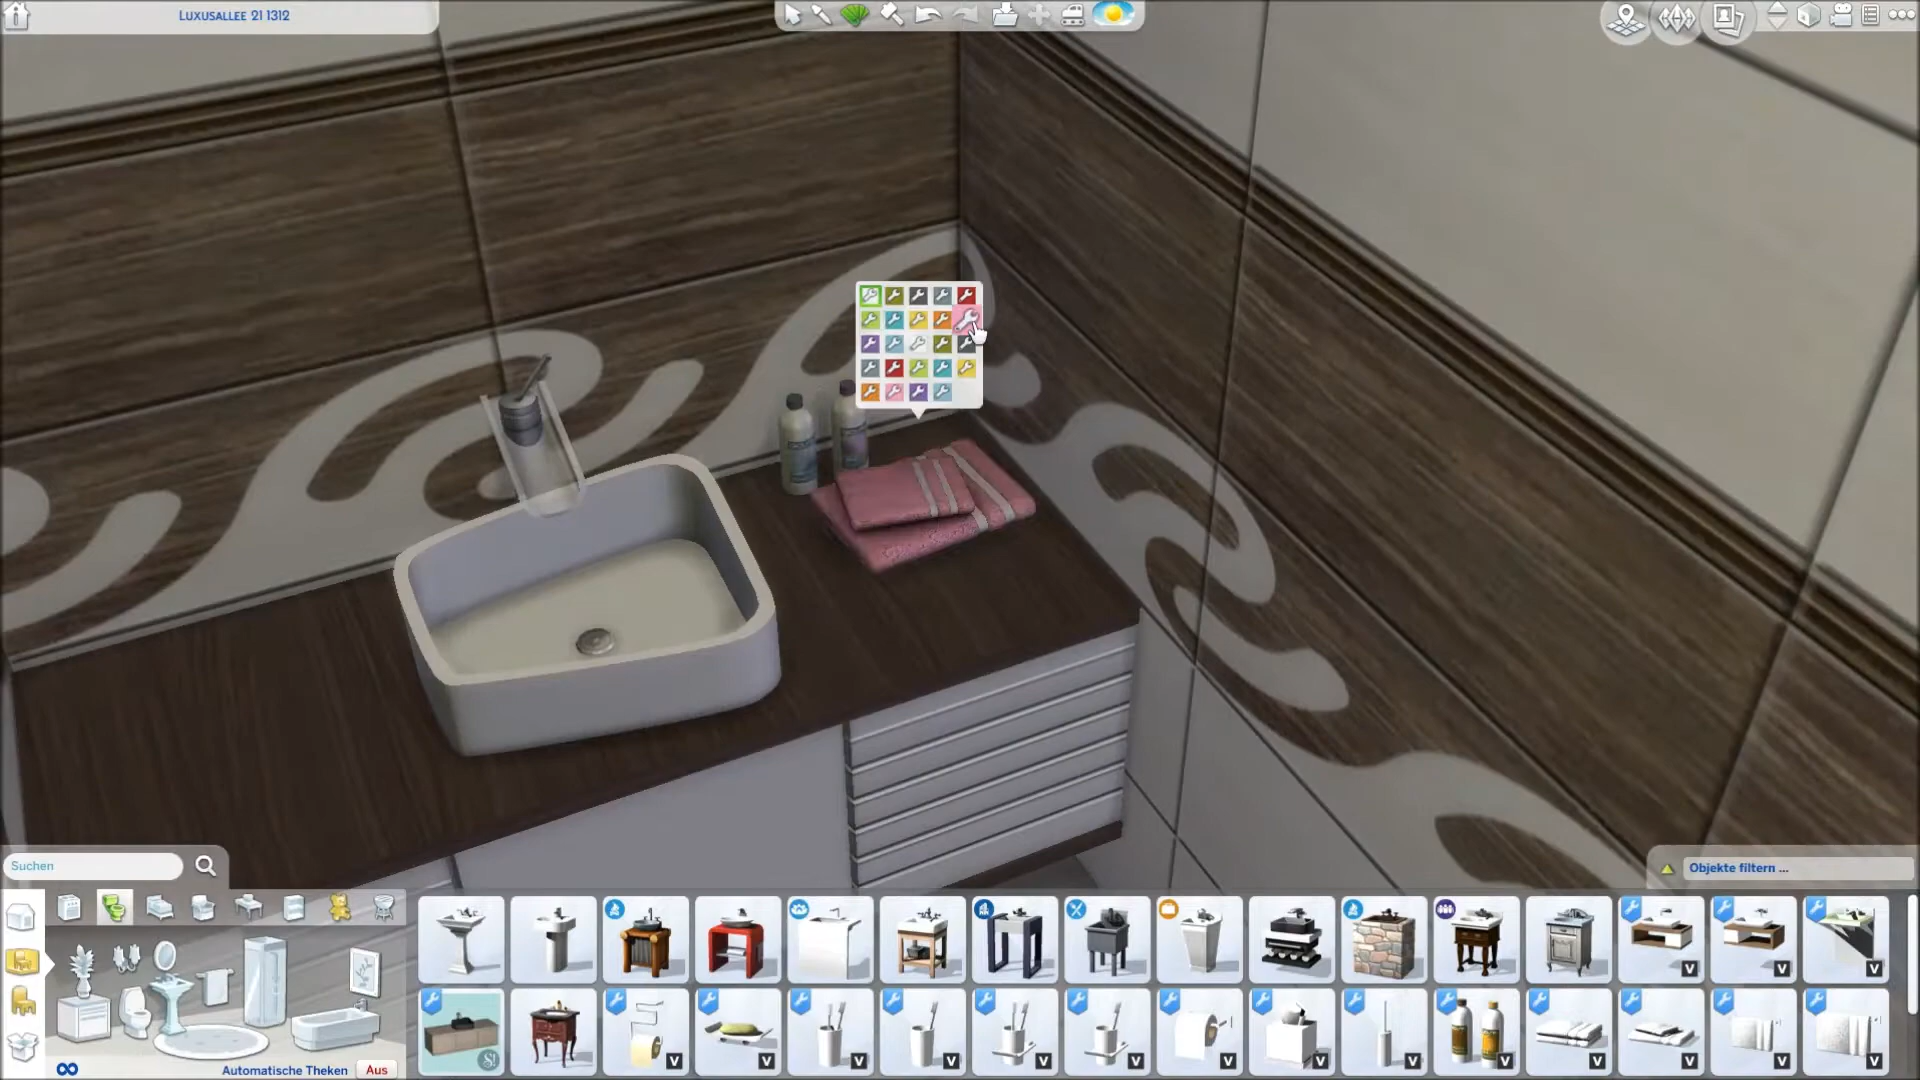 Luxusallee 21 1312
Suchen
Objekte filtern ...
Automatische Theken Aus
V V V
V V V V V V V V V V V V V V